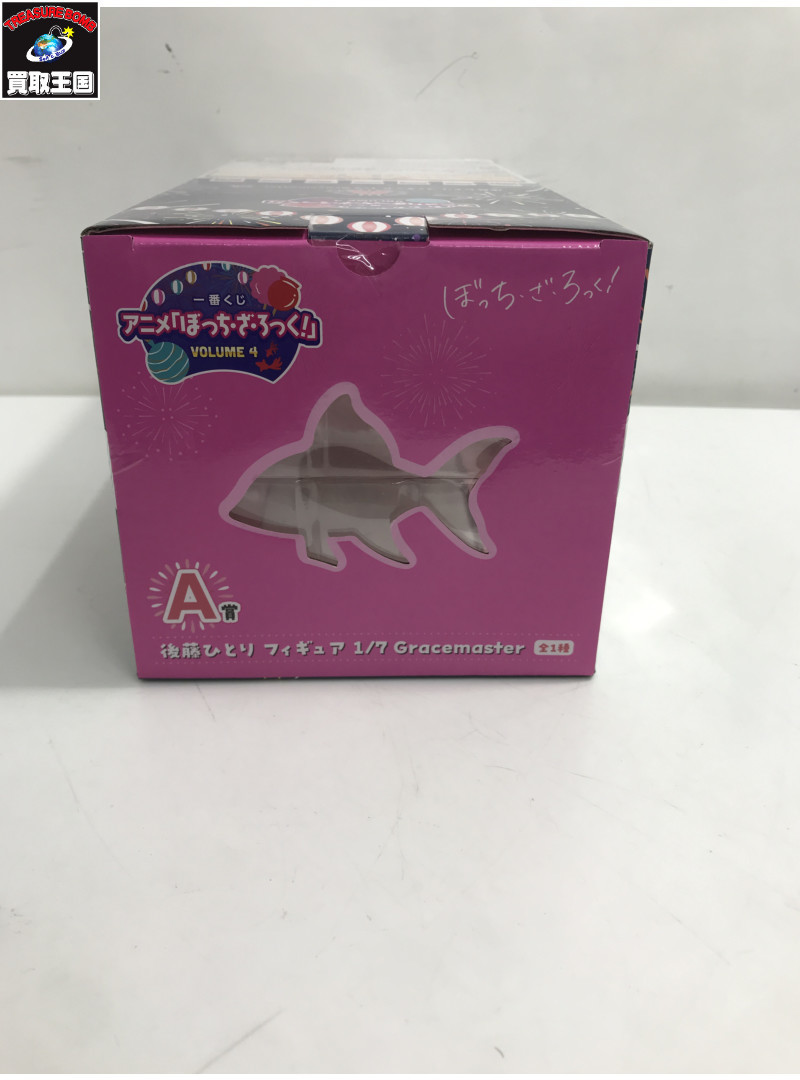 TREASURE BOMB
買取王国
一番くじ
アニメ「ぼっち・ざ・ろっく!」
VOLUME 4
ぼっち・ざ・ろっく!
A賞
後藤ひとり フィギュア 1/7 Gracemaster 全1種